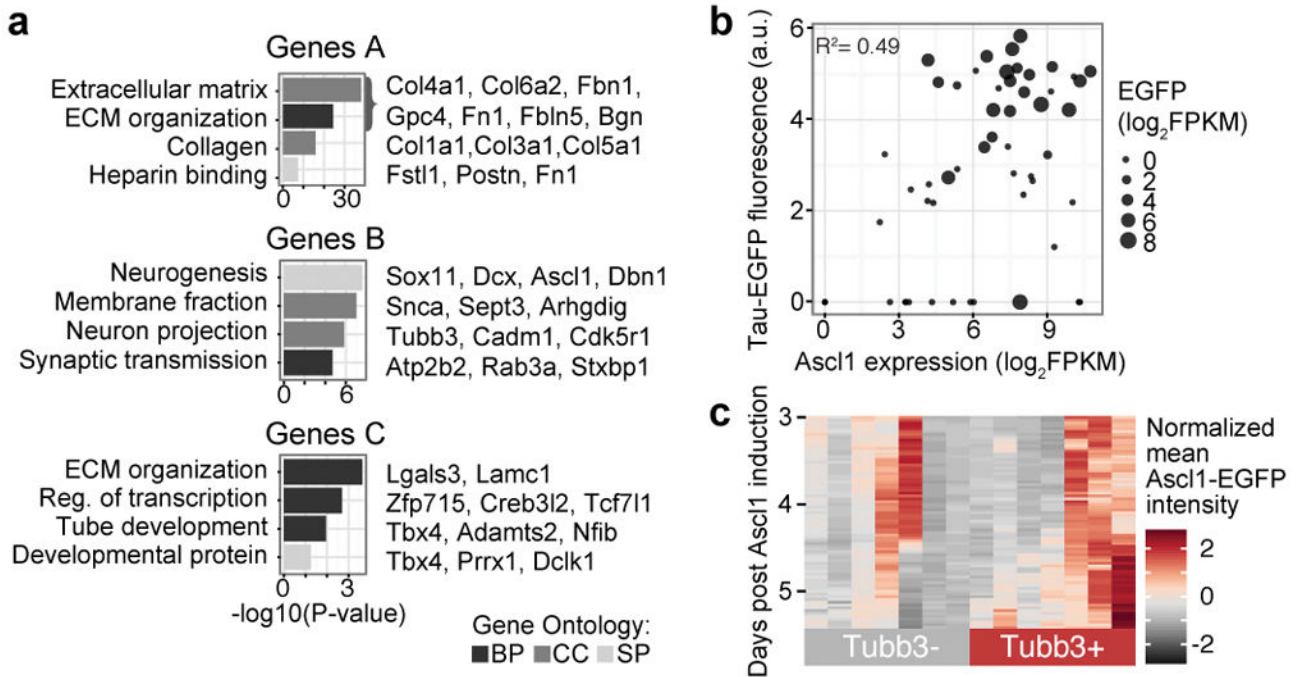 a
Genes A
Extracellular matrix
ECM organization
Collagen
Heparin binding
Col4a1, Col6a2, Fbn1,
Gpc4, Fn1, Fbln5, Bgn
Col1a1,Col3a1,Col5a1
Fstl1, Postn, Fn1
0 30
Genes B
Neurogenesis
Membrane fraction
Neuron projection
Synaptic transmission
Sox11, Dcx, Ascl1, Dbn1
Snca, Sept3, Arhgdig
Tubb3, Cadm1, Cdk5r1
Atp2b2, Rab3a, Stxbp1
0 6
Genes C
ECM organization
Reg. of transcription
Tube development
Developmental protein
Lgals3, Lamc1
Zfp715, Creb3l2, Tcf7l1
Tbx4, Adamts2, Nfib
Tbx4, Prrx1, Dclk1
0 3
-log10(P-value)
Gene Ontology:
BP CC SP
b
Tau-EGFP fluorescence (a.u.)
6
4
2
0
R²= 0.49
0 3 6 9
Ascl1 expression (log₂FPKM)
EGFP
(log₂FPKM)
0
2
4
6
8
c
Days post Ascl1 induction
3
4
5
Tubb3- Tubb3+
Normalized
mean
Ascl1-EGFP
intensity
2
0
-2